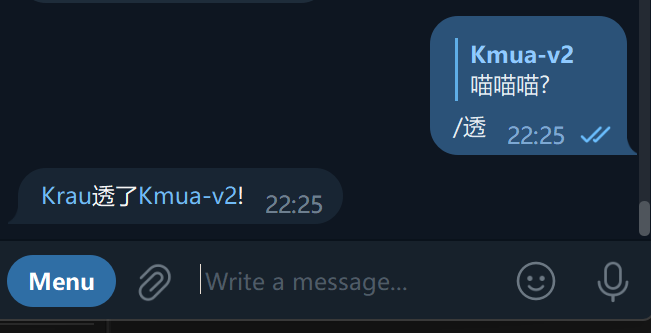 Kmua-v2
喵喵喵?
/透 22:25
Krau透了Kmua-v2! 22:25
Menu Write a message...